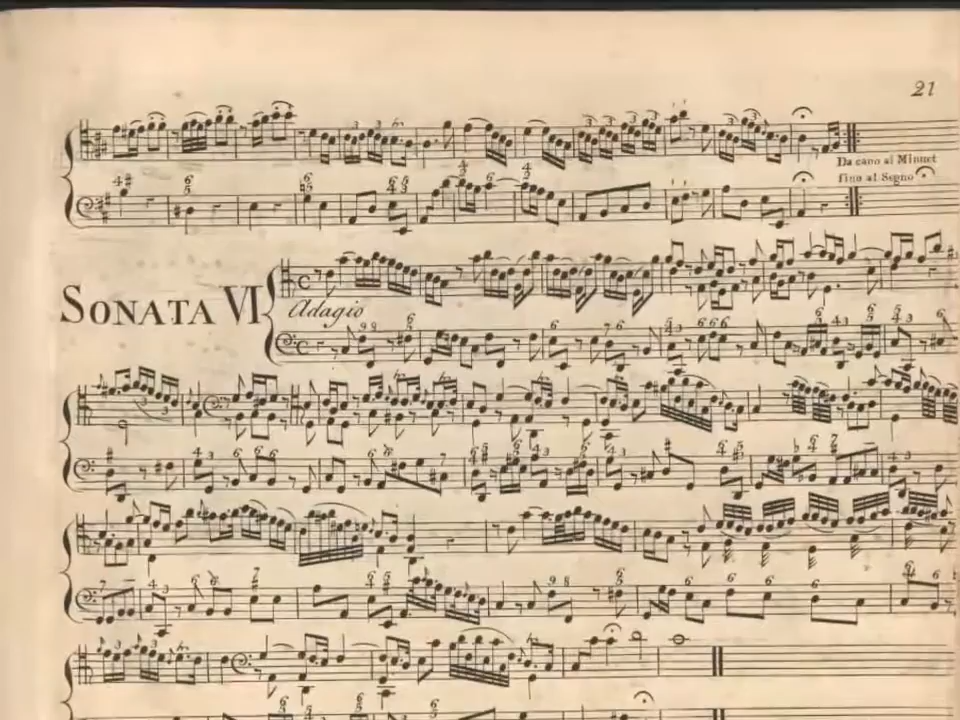 21
Da capo al Minuet
fino al Segno
SONATA VI
Adagio